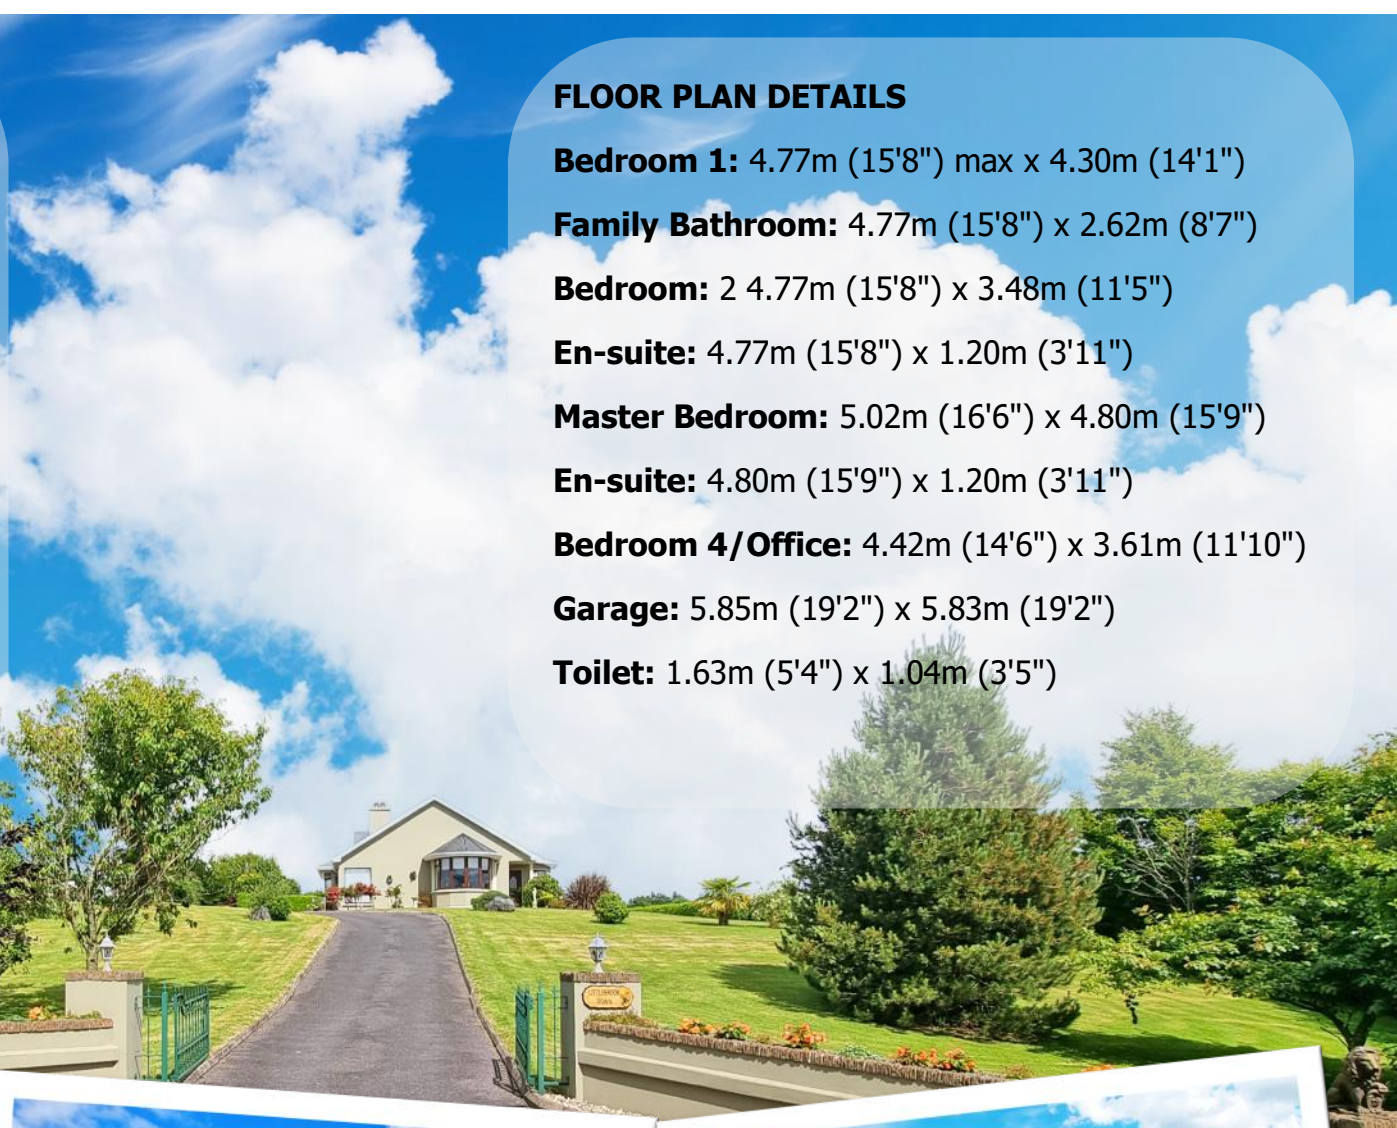 FLOOR PLAN DETAILS
Bedroom 1: 4.77m (15'8") max x 4.30m (14'1")
Family Bathroom: 4.77m (15'8") x 2.62m (8'7")
Bedroom: 2 4.77m (15'8") x 3.48m (11'5")
En-suite: 4.77m (15'8") x 1.20m (3'11")
Master Bedroom: 5.02m (16'6") x 4.80m (15'9")
En-suite: 4.80m (15'9") x 1.20m (3'11")
Bedroom 4/Office: 4.42m (14'6") x 3.61m (11'10")
Garage: 5.85m (19'2") x 5.83m (19'2")
Toilet: 1.63m (5'4") x 1.04m (3'5")